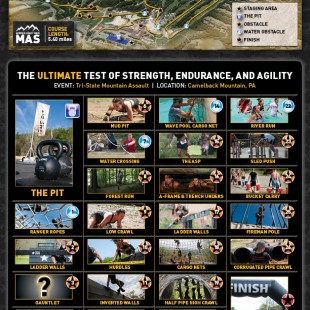 STAGING AREA
THE PIT
OBSTACLE
WATER OBSTACLE
FINISH
MAS
COURSE
LENGTH:
5.40 miles
THE ULTIMATE TEST OF STRENGTH, ENDURANCE, AND AGILITY
EVENT: Tri-State Mountain Assault | LOCATION: Camelback Mountain, PA
MUD PIT
WAVE POOL CARGO NET
RIVER RUN
WATER CROSSING
THE ASP
SLED PUSH
THE PIT
FOREST RUN
A-FRAME & TRENCH UNDERS
BUCKET CARRY
RANGER ROPES
LOW CRAWL
LADDER WALLS
FIREMAN POLE
LADDER WALLS
HURDLES
CARGO NETS
CORRUGATED PIPE CRAWL
?
FINISH
GAUNTLET
INVERTED WALLS
HALF PIPE HIGH CRAWL